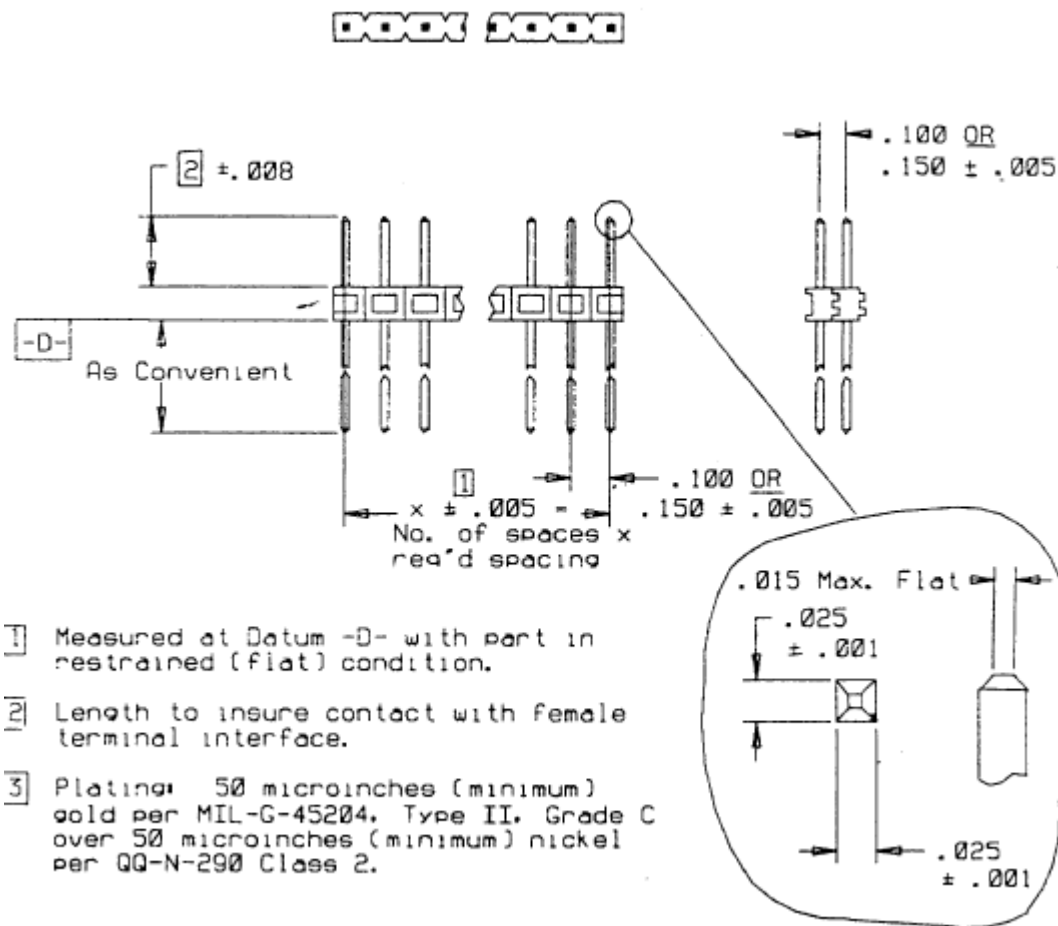 .100 OR
.150 ± .005
2 ±.008
-D-
As Convenient
1
x ± .005 =
No. of spaces x
req'd spacing
.100 OR
.150 ± .005
.015 Max. Flat
.025
± .001
.025
± .001
1 Measured at Datum -D- with part in
restrained (flat) condition.
2 Length to insure contact with female
terminal interface.
3 Plating: 50 microinches (minimum)
gold per MIL-G-45204. Type II. Grade C
over 50 microinches (minimum) nickel
per QQ-N-290 Class 2.